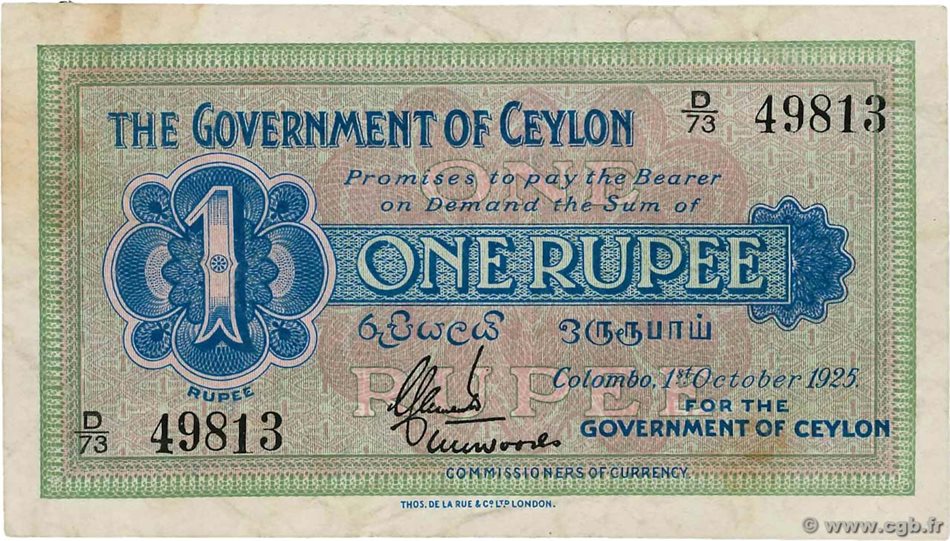 THE GOVERNMENT OF CEYLON
D/73 49813
Promises to pay the Bearer
on Demand the Sum of
1
RUPEE
ONE RUPEE
රුපියලයි ஒருரூபாய்
ONE
RUPEE
Colombo, 1st October 1925.
FOR THE
GOVERNMENT OF CEYLON
D/73 49813
COMMISSIONERS OF CURRENCY.
THOS. DE LA RUE & Co. LTD LONDON.
© www.cgb.fr